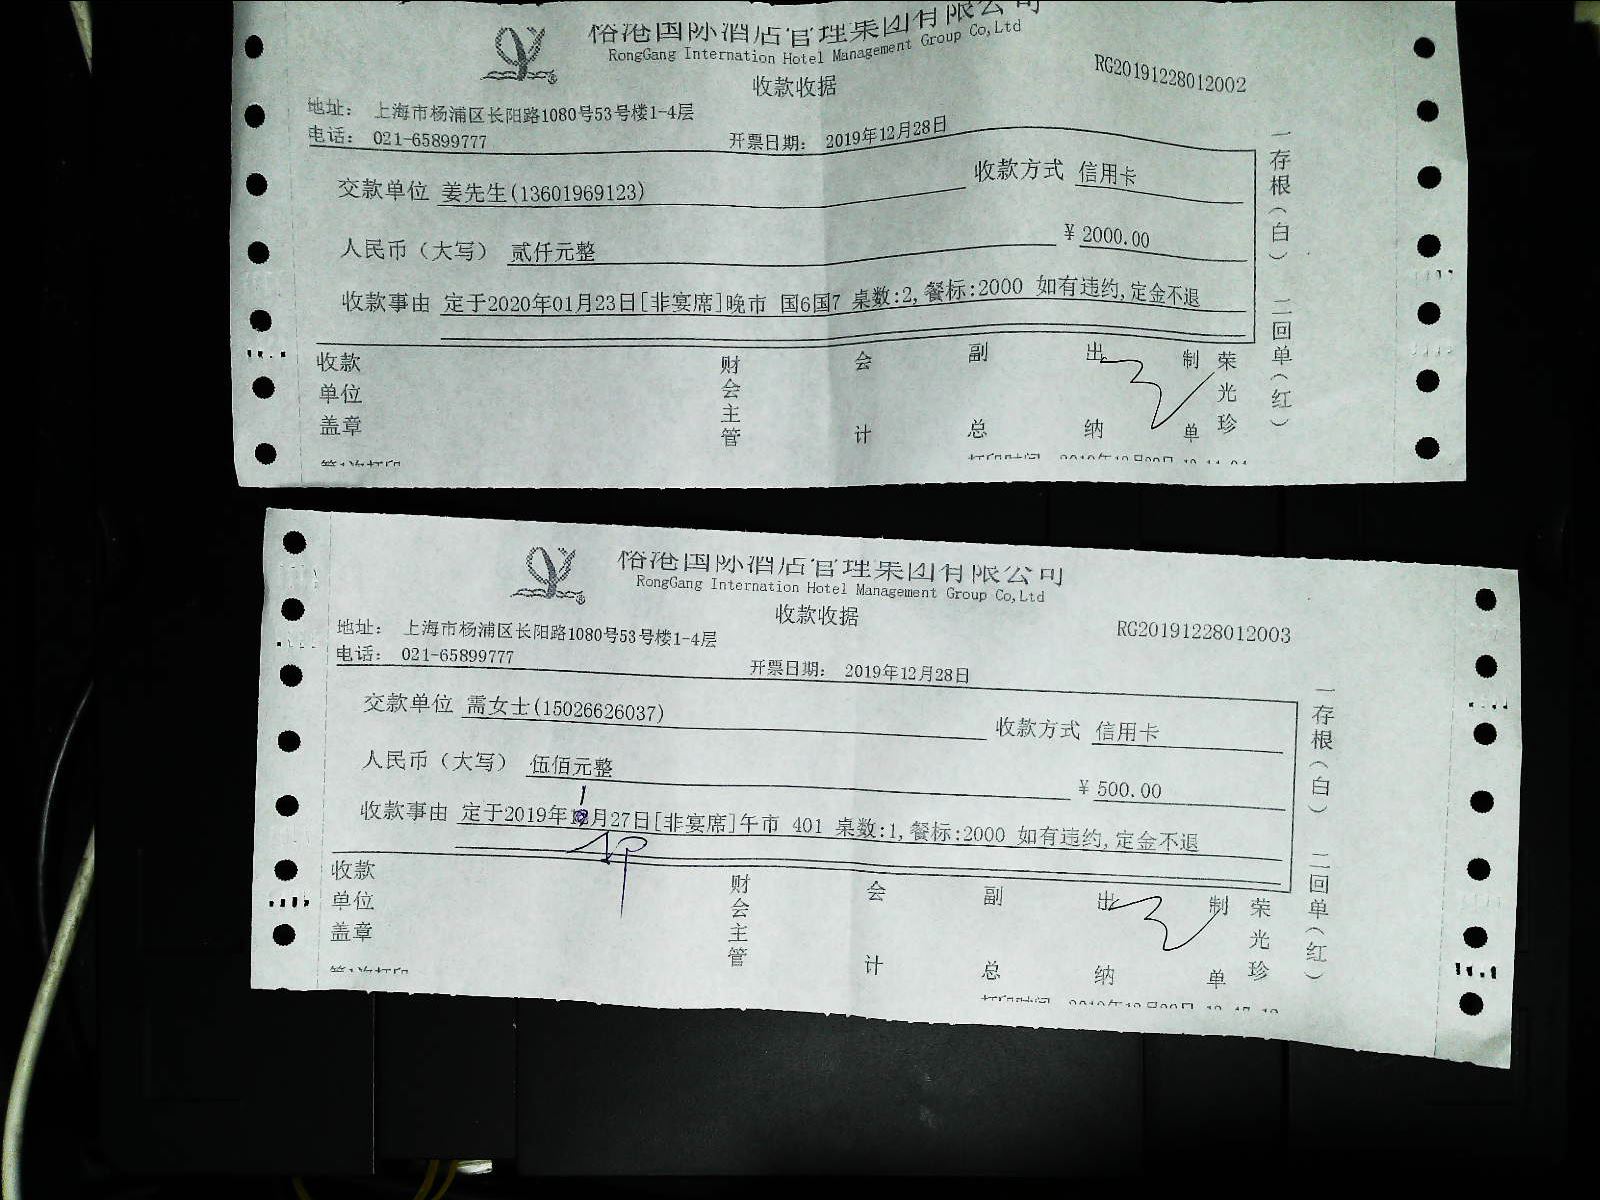 裕港国际酒店管理集团有限公司
RongGang Internation Hotel Management Group Co,Ltd
收款收据
RG20191228012002
地址: 上海市杨浦区长阳路1080号53号楼1-4层
电话: 021-65899777
开票日期: 2019年12月28日
交款单位 姜先生(13601969123)
收款方式 信用卡
人民币(大写) 贰仟元整
¥ 2000.00
收款事由 定于2020年01月23日[非宴席]晚市 国6国7 桌数:2,餐标:2000 如有违约,定金不退
收款单位盖章
财会主管
会计
副总
出纳
制单
荣光珍
一存根(白) 二回单(红)
第1次打印
裕港国际酒店管理集团有限公司
RongGang Internation Hotel Management Group Co,Ltd
收款收据
RG20191228012003
地址: 上海市杨浦区长阳路1080号53号楼1-4层
电话: 021-65899777
开票日期: 2019年12月28日
交款单位 需女士(15026626037)
收款方式 信用卡
人民币(大写) 伍佰元整
¥ 500.00
收款事由 定于2019年1月27日[非宴席]午市 401 桌数:1,餐标:2000 如有违约,定金不退
收款单位盖章
财会主管
会计
副总
出纳
制单
荣光珍
一存根(白) 二回单(红)
第1次打印